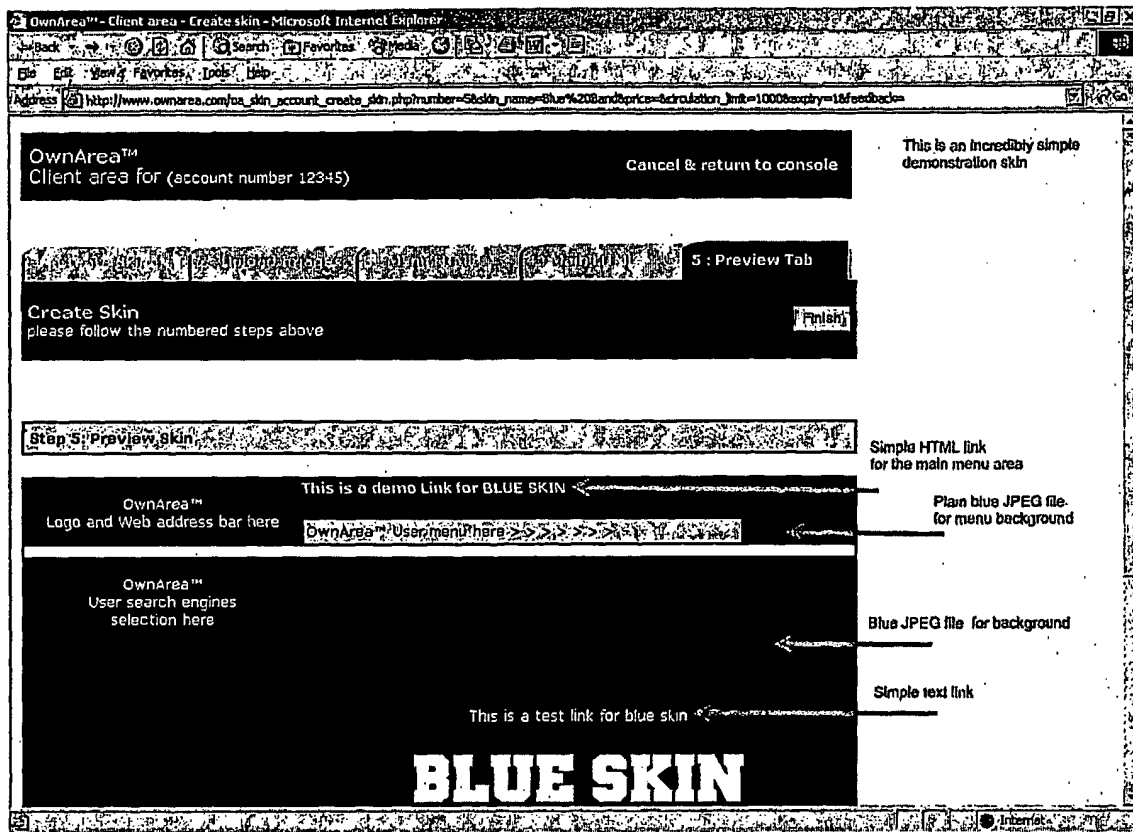 OwnArea™ - Client area - Create skin - Microsoft Internet Explorer
Back Search Favorites Media
File Edit View Favorites Tools Help
Address http://www.ownarea.com/oa_skin_account_create_skin.php?number=5&skin_name=Blue%20Band&price=&circulation_limit=1000&expiry=1&feedback= Go
OwnArea™
Client area for (account number 12345)
Cancel & return to console
This is an incredibly simple
demonstration skin
5 : Preview Tab
Create Skin
please follow the numbered steps above
Finish
Step 5: Preview Skin
Simple HTML link
for the main menu area
This is a demo Link for BLUE SKIN
OwnArea™
Logo and Web address bar here
OwnArea™ User menu here >> >> >> >>
Plain blue JPEG file
for menu background
OwnArea™
User search engines
selection here
Blue JPEG file for background
Simple text link
This is a test link for blue skin
BLUE SKIN
Internet